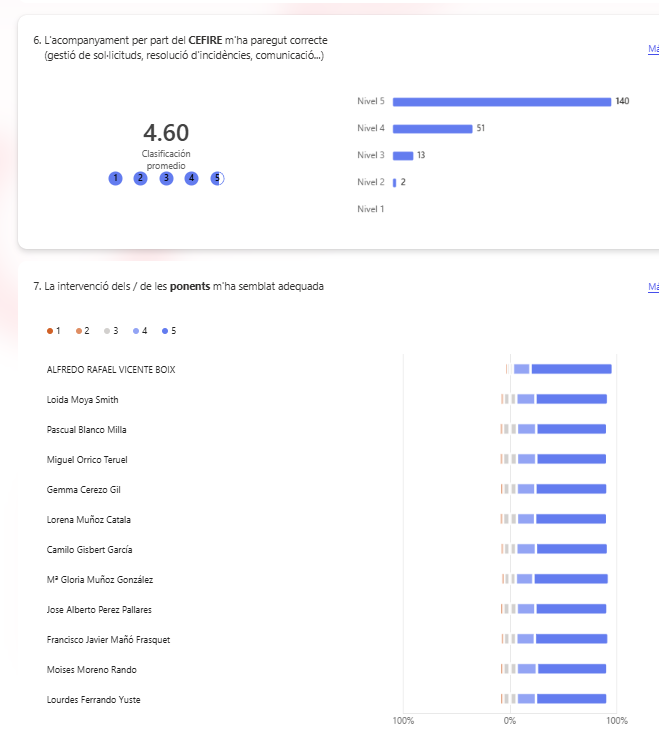 6. L'acompanyament per part del CEFIRE m'ha paregut correcte
(gestió de sol·licituds, resolució d'incidències, comunicació...)
Má
4.60
Clasificación
promedio
1 2 3 4 5
Nivel 5 140
Nivel 4 51
Nivel 3 13
Nivel 2 2
Nivel 1
7. La intervenció dels / de les ponents m'ha semblat adequada
Má
1 2 3 4 5
ALFREDO RAFAEL VICENTE BOIX
Loida Moya Smith
Pascual Blanco Milla
Miguel Orrico Teruel
Gemma Cerezo Gil
Lorena Muñoz Catala
Camilo Gisbert García
Mª Gloria Muñoz González
Jose Alberto Perez Pallares
Francisco Javier Mañó Frasquet
Moises Moreno Rando
Lourdes Ferrando Yuste
100% 0% 100%